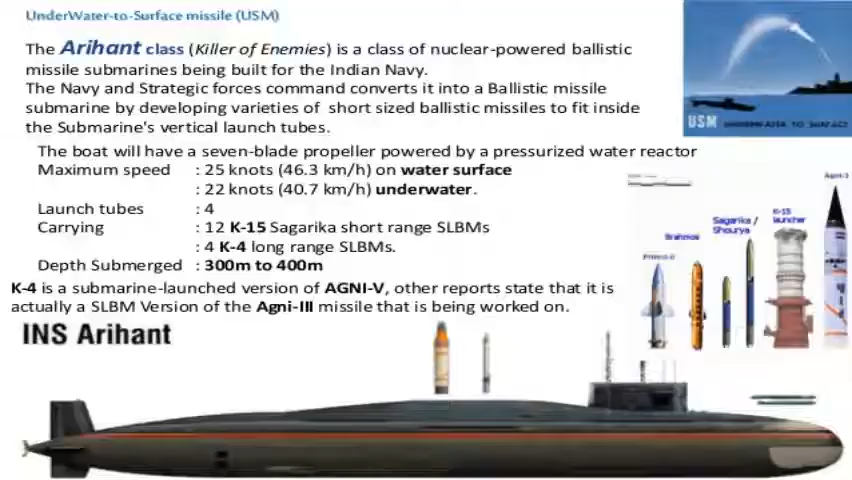 UnderWater-to-Surface missile (USM)
The Arihant class (Killer of Enemies) is a class of nuclear-powered ballistic
missile submarines being built for the Indian Navy.
The Navy and Strategic forces command converts it into a Ballistic missile
submarine by developing varieties of short sized ballistic missiles to fit inside
the Submarine's vertical launch tubes.
USM UNDERWATER TO SURFACE
The boat will have a seven-blade propeller powered by a pressurized water reactor
Maximum speed : 25 knots (46.3 km/h) on water surface
: 22 knots (40.7 km/h) underwater.
Launch tubes : 4
Carrying : 12 K-15 Sagarika short range SLBMs
: 4 K-4 long range SLBMs.
Depth Submerged : 300m to 400m
K-4 is a submarine-launched version of AGNI-V, other reports state that it is
actually a SLBM Version of the Agni-III missile that is being worked on.
Brahmos
Sagarika /
Shourya
K-15
launcher
Agni-3
INS Arihant